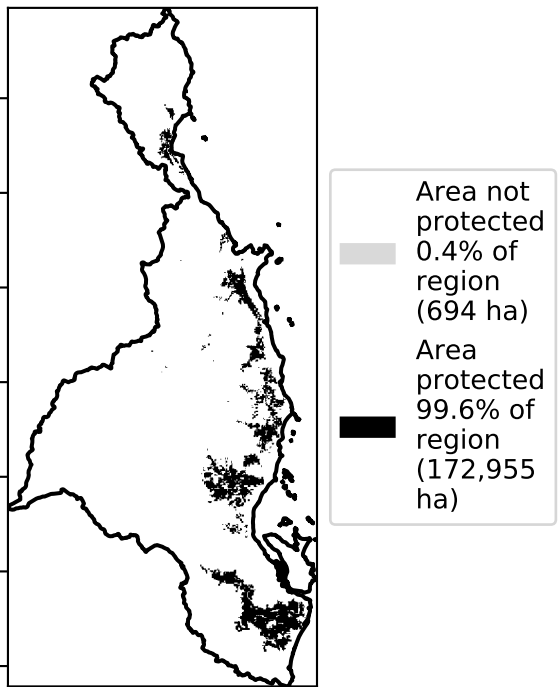 Area not
protected
0.4% of
region
(694 ha)
Area
protected
99.6% of
region
(172,955
ha)